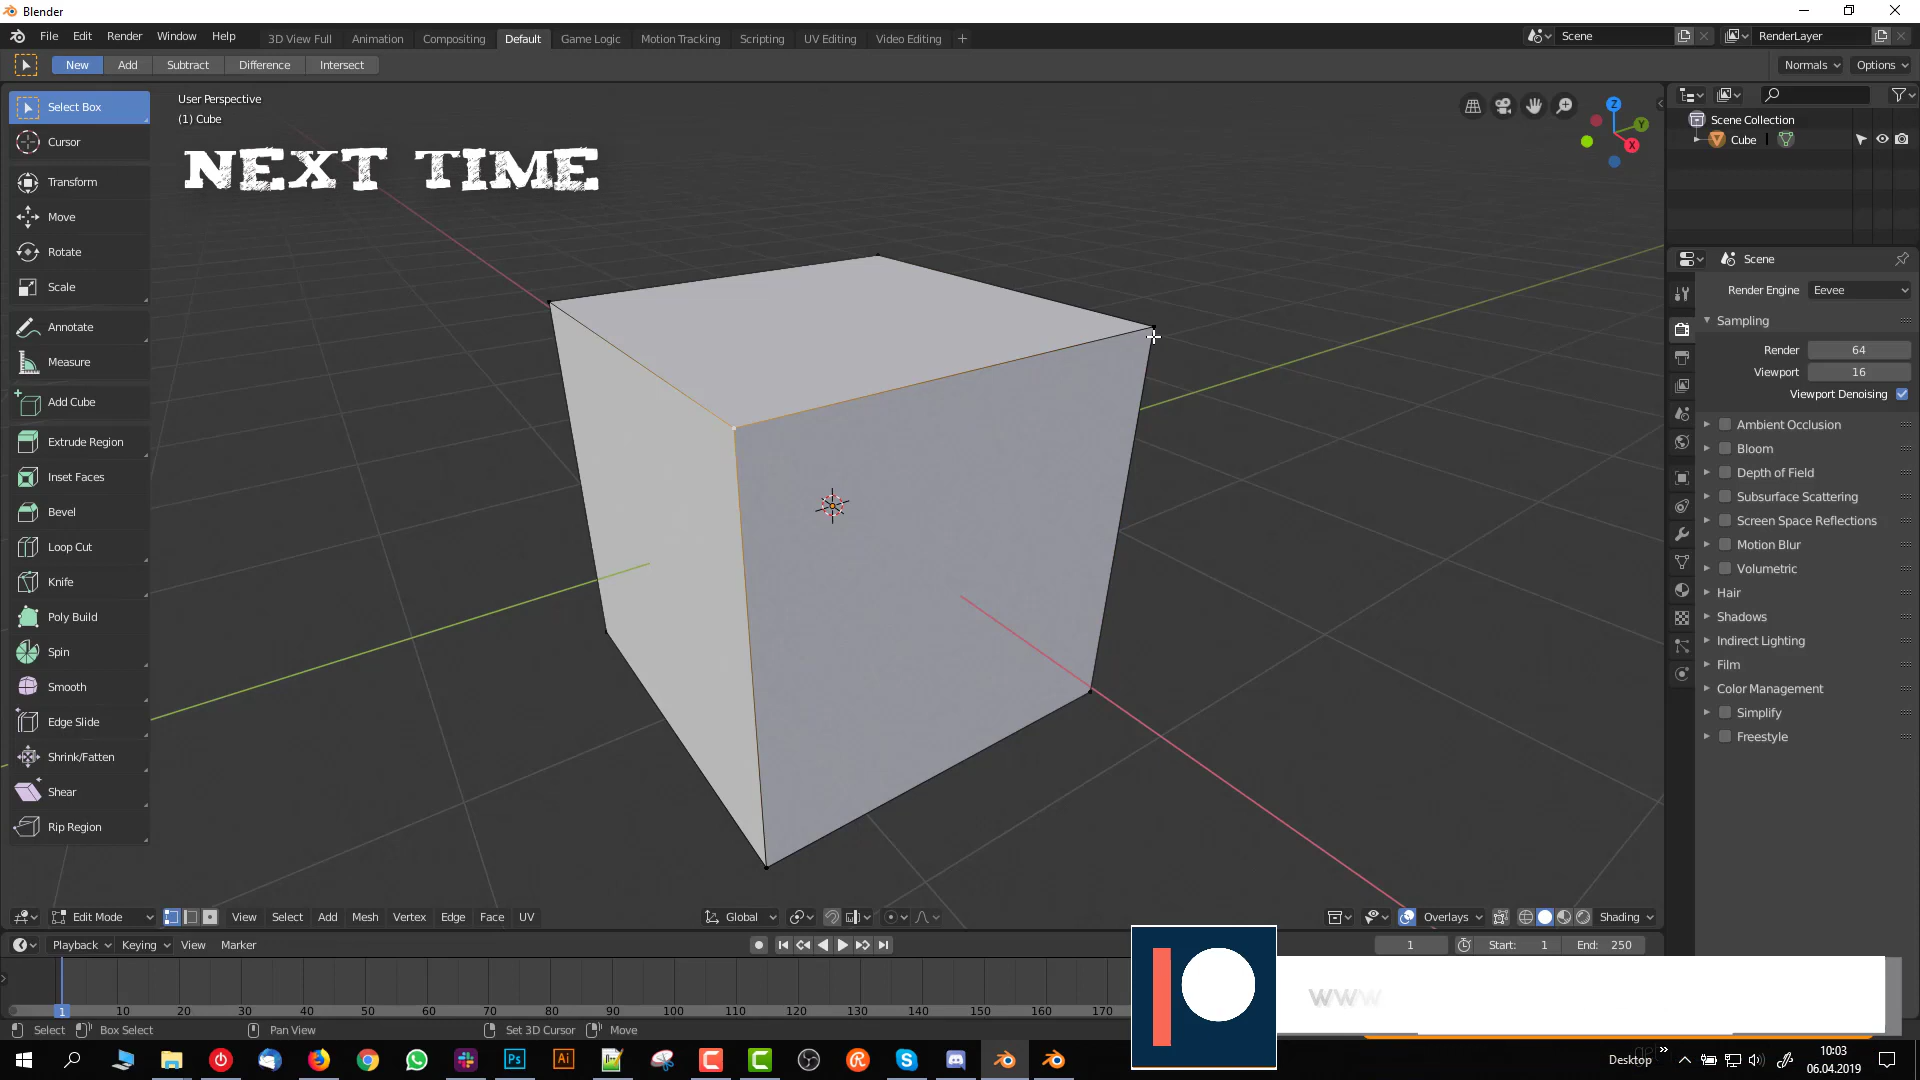 Blender
File Edit Render Window Help 3D View Full Animation Compositing Default Game Logic Motion Tracking Scripting UV Editing Video Editing Scene RenderLayer
New Add Subtract Difference Intersect Normals Options
Select Box
Cursor
Transform
Move
Rotate
Scale
Annotate
Measure
Add Cube
Extrude Region
Inset Faces
Bevel
Loop Cut
Knife
Poly Build
Spin
Smooth
Edge Slide
Shrink/Fatten
Shear
Rip Region
User Perspective
(1) Cube
NEXT TIME
Z
Y
X
Scene Collection
Cube
Scene
Render Engine Eevee
Sampling
Render 64
Viewport 16
Viewport Denoising
Ambient Occlusion
Bloom
Depth of Field
Subsurface Scattering
Screen Space Reflections
Motion Blur
Volumetric
Hair
Shadows
Indirect Lighting
Film
Color Management
Simplify
Freestyle
Edit Mode View Select Add Mesh Vertex Edge Face UV Global Overlays Shading
Playback Keying View Marker 1 Start: 1 End: 250
1 10 20 30 40 50 60 70 80 90 100 110 120 130 140 150 160 170
www
Select Box Select Pan View Set 3D Cursor Move
Ps Ai Desktop 10:03
06.04.2019